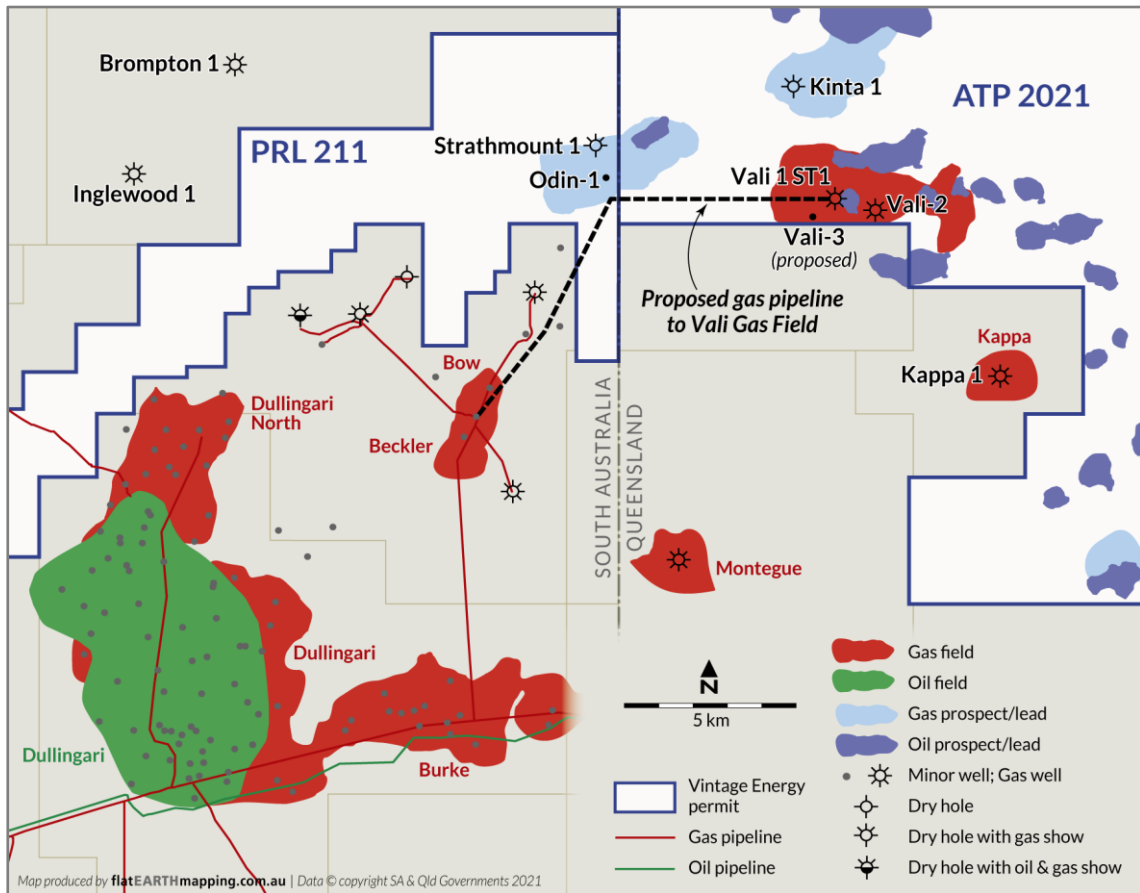 Brompton 1
Kinta 1
ATP 2021
PRL 211
Strathmount 1
Odin-1
Inglewood 1
Vali 1 ST1
Vali-2
Vali-3
(proposed)
Proposed gas pipeline
to Vali Gas Field
Kappa
Kappa 1
Bow
Beckler
Dullingari
North
SOUTH AUSTRALIA
QUEENSLAND
Montegue
Dullingari
Dullingari
Burke
N
5 km
Gas field
Oil field
Gas prospect/lead
Oil prospect/lead
Minor well; Gas well
Dry hole
Dry hole with gas show
Dry hole with oil & gas show
Vintage Energy
permit
Gas pipeline
Oil pipeline
Map produced by flatEARTHmapping.com.au | Data © copyright SA & Qld Governments 2021